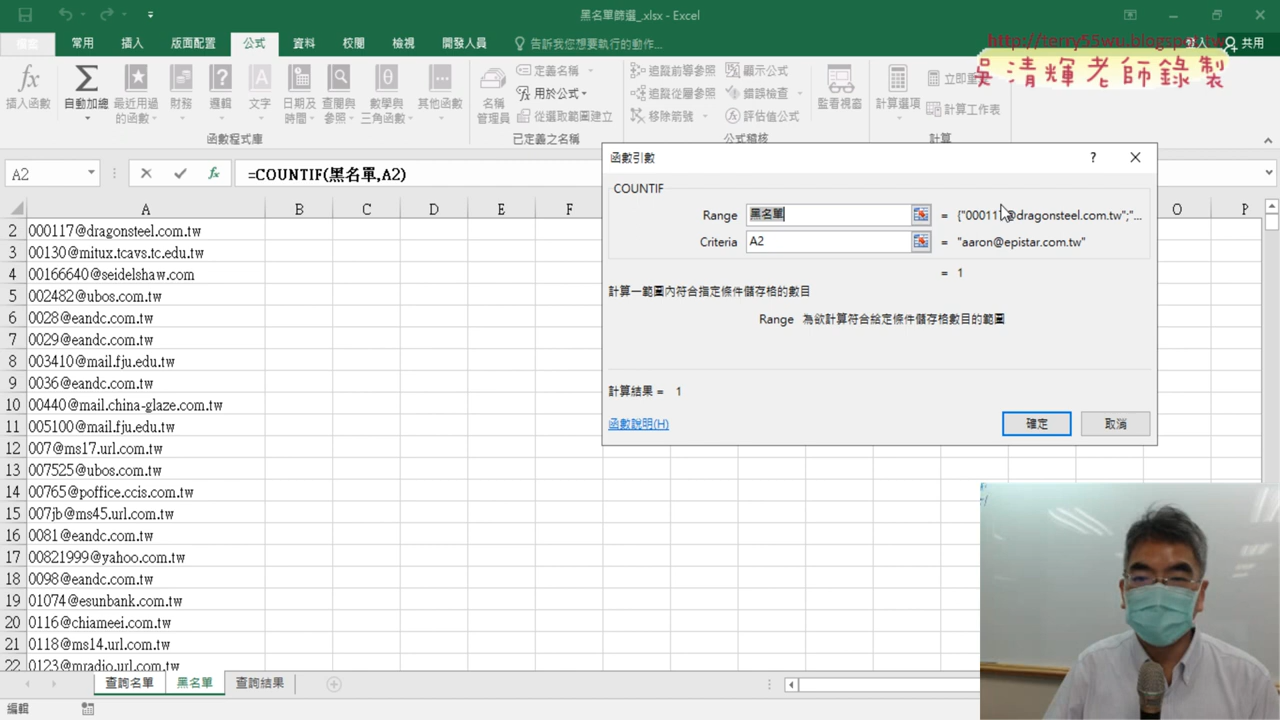 黑名單篩選_.xlsx - Excel
檔案 常用 插入 版面配置 公式 資料 校閱 檢視 開發人員 告訴我您想要執行的動作... 登入 共用
http://terry55wu.blogspot.tw
吳清輝老師錄製
插入函數 自動加總 最近用過的函數 財務 邏輯 文字 日期及時間 查閱與參照 數學與三角函數 其他函數
函數程式庫
名稱管理員 定義名稱 用於公式 從選取範圍建立
已定義之名稱
追蹤前導參照 追蹤從屬參照 移除箭號 顯示公式 錯誤檢查 評估值公式 監看視窗
公式稽核
計算選項 立即重 計算工作表
計算
A2 fx =COUNTIF(黑名單,A2)
A B C D E F O P
2 000117@dragonsteel.com.tw
3 00130@mitux.tcavs.tc.edu.tw
4 00166640@seidelshaw.com
5 002482@ubos.com.tw
6 0028@eandc.com.tw
7 0029@eandc.com.tw
8 003410@mail.fju.edu.tw
9 0036@eandc.com.tw
10 00440@mail.china-glaze.com.tw
11 005100@mail.fju.edu.tw
12 007@ms17.url.com.tw
13 007525@ubos.com.tw
14 00765@poffice.ccis.com.tw
15 007jb@ms45.url.com.tw
16 0081@eandc.com.tw
17 00821999@yahoo.com.tw
18 0098@eandc.com.tw
19 01074@esunbank.com.tw
20 0116@chiameei.com.tw
21 0118@ms14.url.com.tw
22 0123@mradio.url.com.tw
函數引數 ?
COUNTIF
Range 黑名單 = {"000117@dragonsteel.com.tw";"...
Criteria A2 = "aaron@epistar.com.tw"
= 1
計算一範圍內符合指定條件儲存格的數目
Range 為欲計算符合給定條件儲存格數目的範圍
計算結果 = 1
函數說明(H) 確定 取消
查詢名單 黑名單 查詢結果
編輯